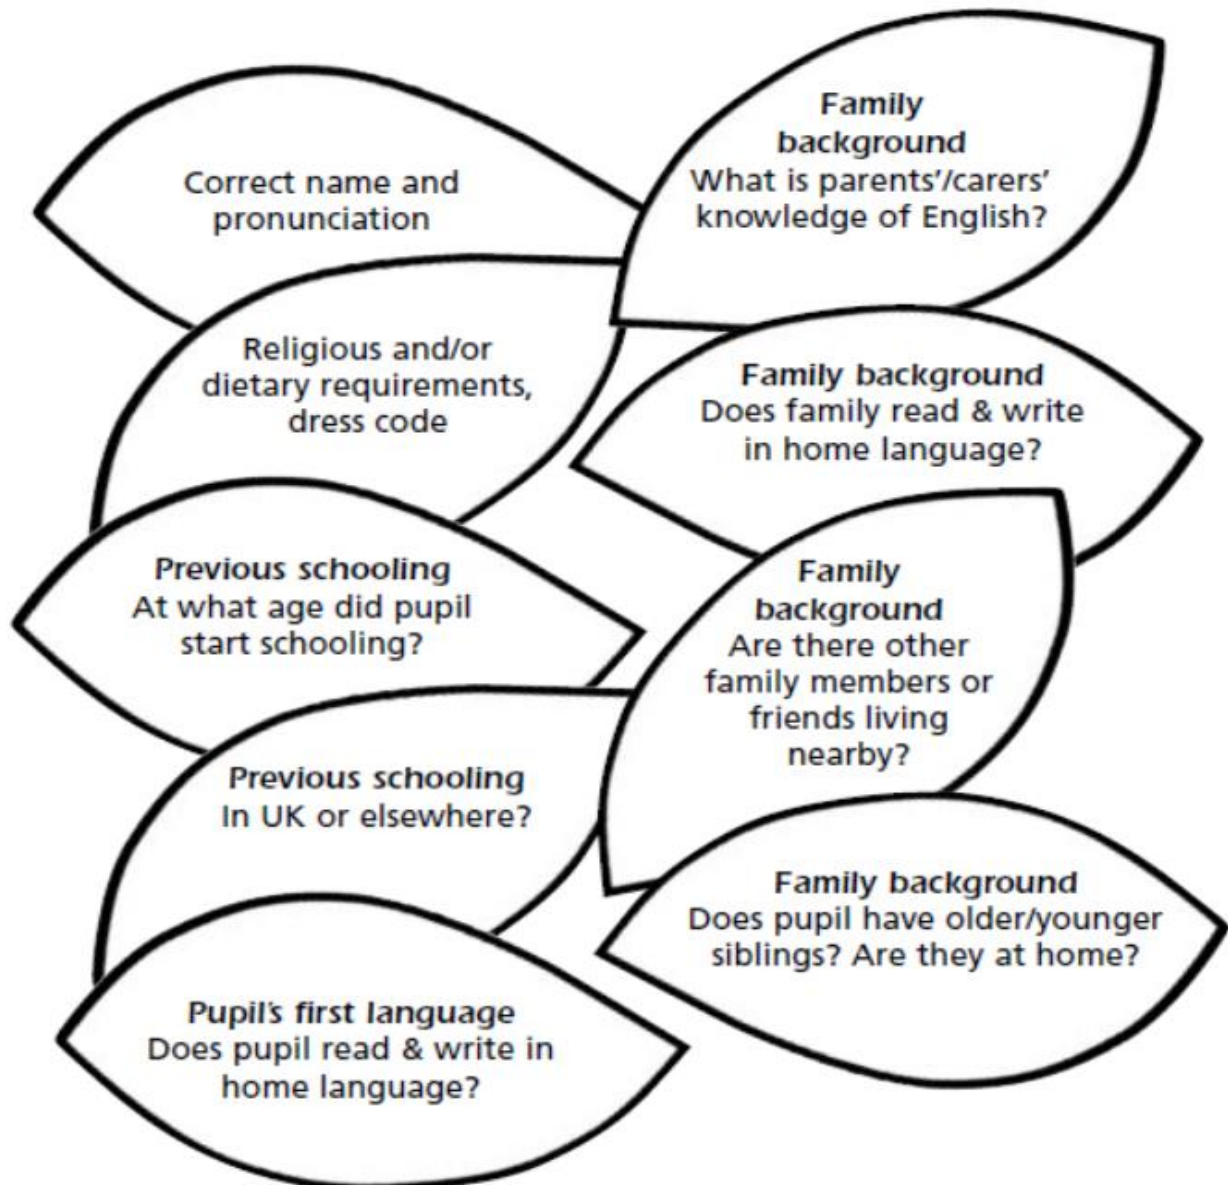 Correct name and
pronunciation
Family
background
What is parents’/carers’
knowledge of English?
Religious and/or
dietary requirements,
dress code
Family background
Does family read & write
in home language?
Previous schooling
At what age did pupil
start schooling?
Family
background
Are there other
family members or
friends living
nearby?
Previous schooling
In UK or elsewhere?
Family background
Does pupil have older/younger
siblings? Are they at home?
Pupil’s first language
Does pupil read & write in
home language?